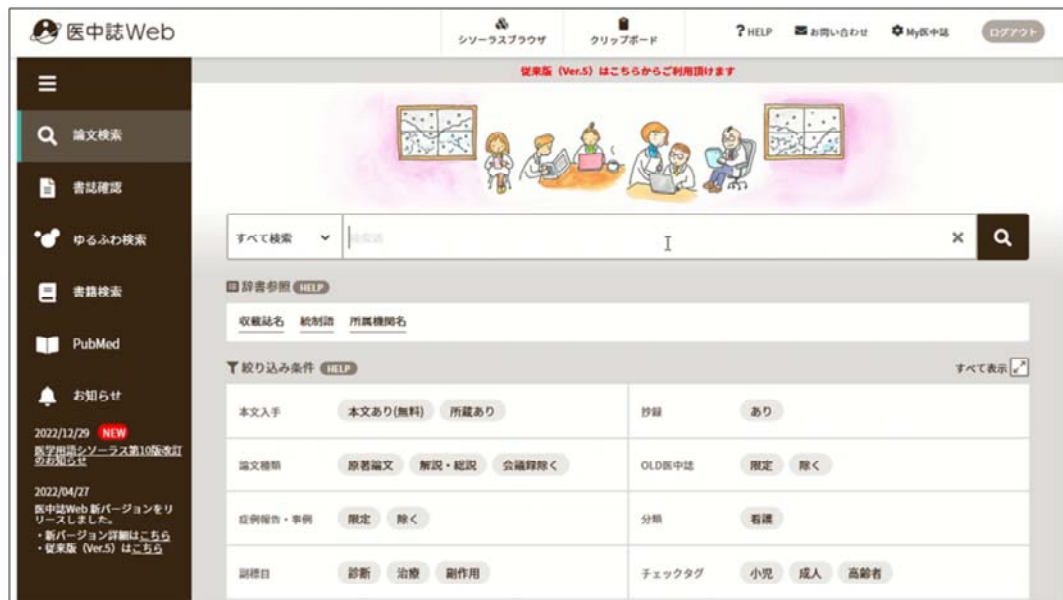 医中誌Web
シソーラスブラウザ
クリップボード
? HELP
お問い合わせ
My医中誌
ログアウト
従来版（Ver.5）はこちらからご利用頂けます
論文検索
書誌確認
ゆるふわ検索
書籍検索
PubMed
お知らせ
2022/12/29 NEW
医学用語シソーラス第10版改訂
のお知らせ
2022/04/27
医中誌Web 新バージョンをリ
リースしました。
・新バージョン詳細はこちら
・従来版（Ver.5）はこちら
すべて検索
検索語
辞書参照 HELP
収載誌名 統制語 所属機関名
絞り込み条件 HELP
すべて表示
本文入手 本文あり(無料) 所蔵あり
抄録 あり
論文種類 原著論文 解説・総説 会議録除く
OLD医中誌 限定 除く
症例報告・事例 限定 除く
分類 看護
副標目 診断 治療 副作用
チェックタグ 小児 成人 高齢者